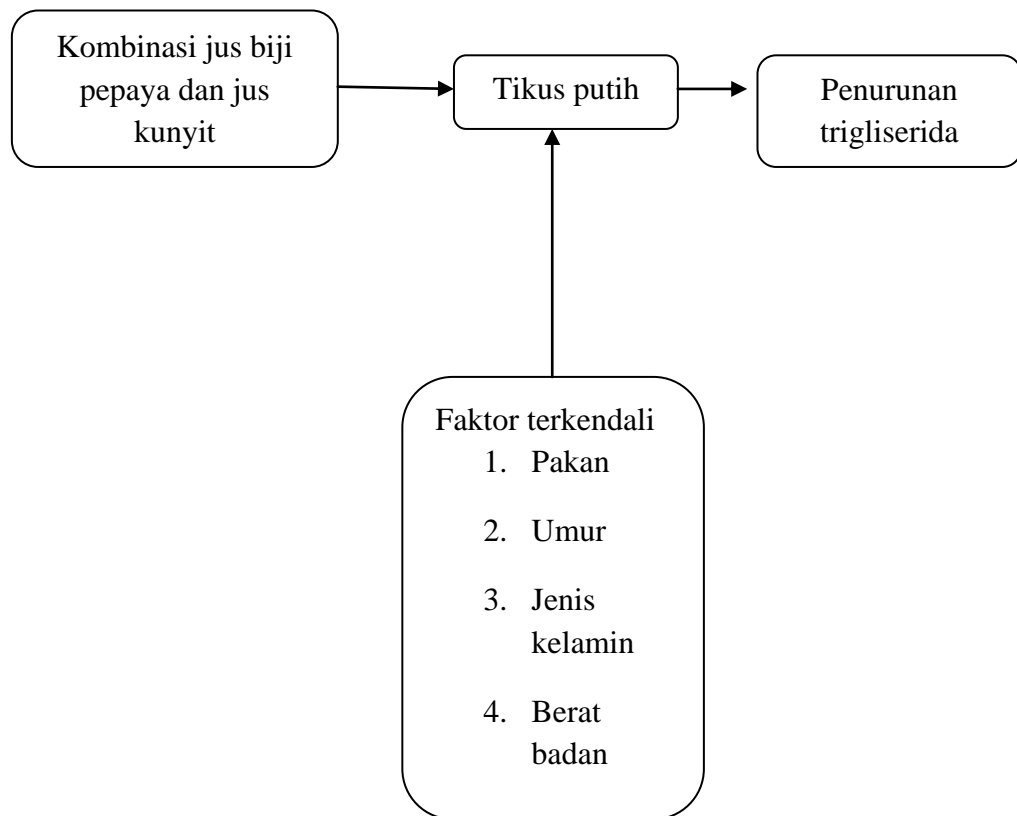 Kombinasi jus biji
pepaya dan jus
kunyit
Tikus putih
Penurunan
trigliserida
Faktor terkendali
1. Pakan
2. Umur
3. Jenis
kelamin
4. Berat
badan